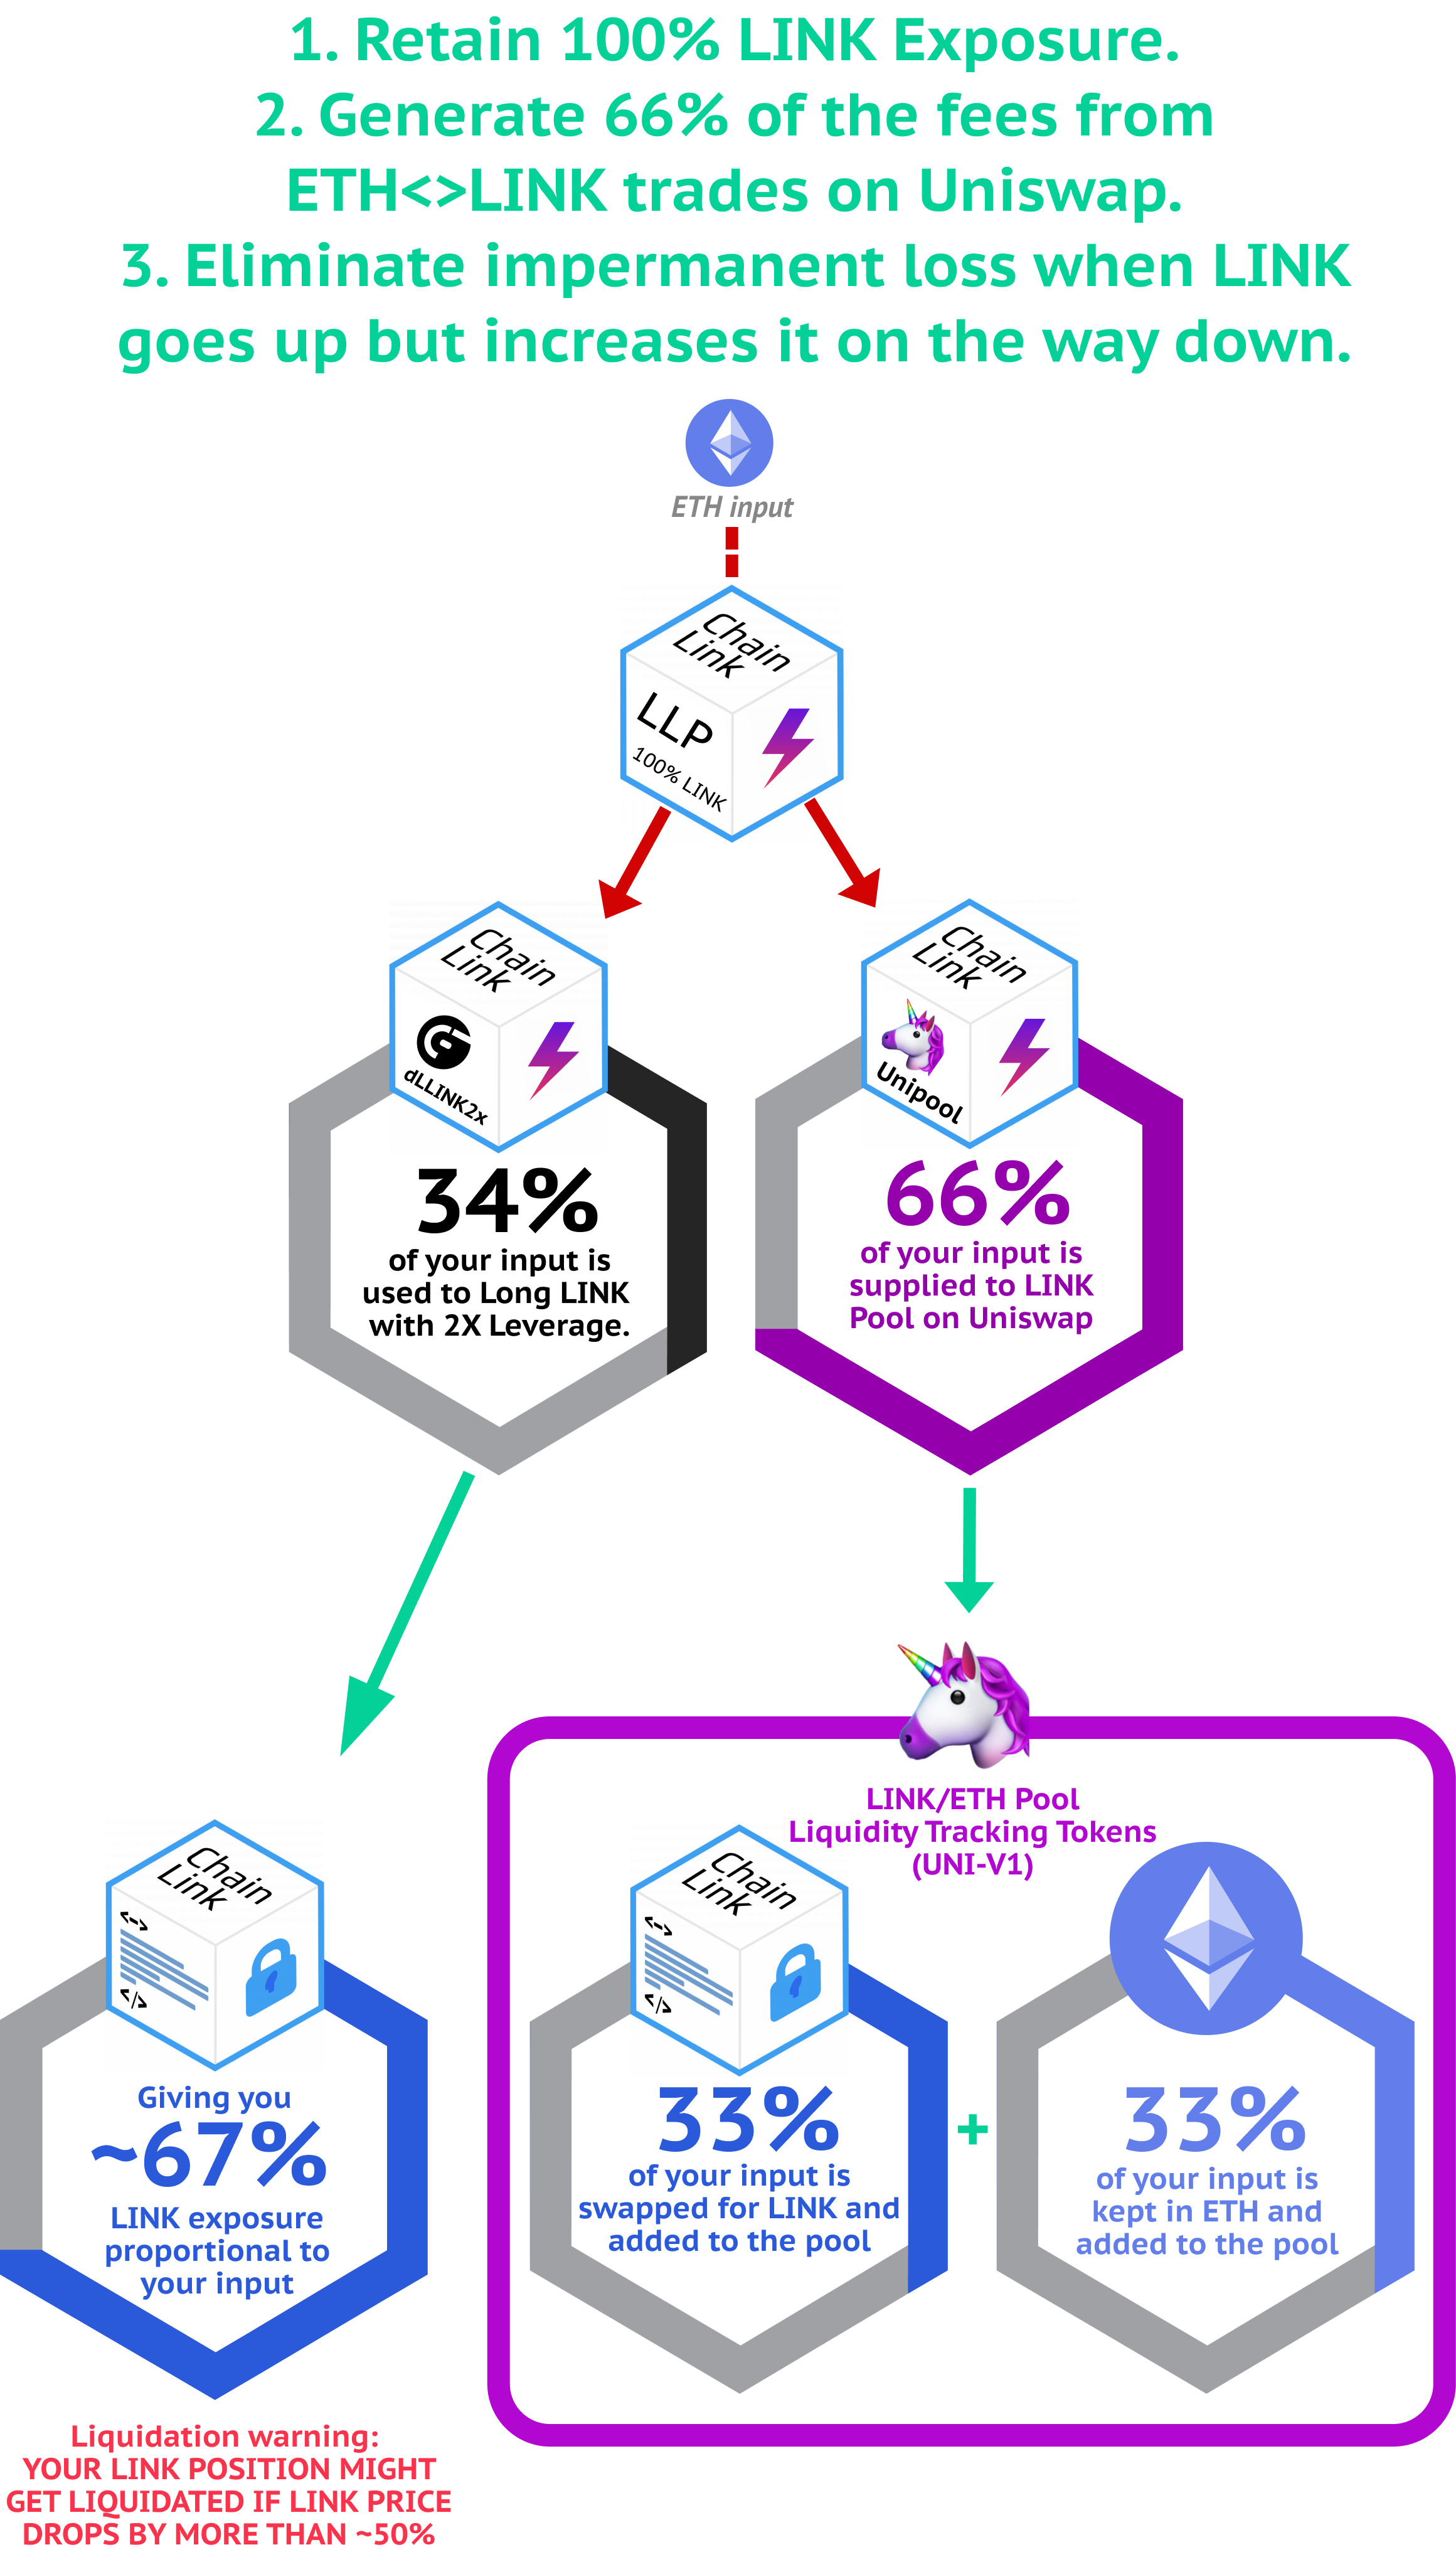 1. Retain 100% LINK Exposure.
2. Generate 66% of the fees from
ETH<>LINK trades on Uniswap.
3. Eliminate impermanent loss when LINK
goes up but increases it on the way down.
ETH input
Chain
Link
LLP
100% LINK
Chain
Link
dLLINK2x
34%
of your input is
used to Long LINK
with 2X Leverage.
Chain
Link
Unipool
66%
of your input is
supplied to LINK
Pool on Uniswap
Chain
Link
<->
</>
Giving you
~67%
LINK exposure
proportional to
your input
Liquidation warning:
YOUR LINK POSITION MIGHT
GET LIQUIDATED IF LINK PRICE
DROPS BY MORE THAN ~50%
LINK/ETH Pool
Liquidity Tracking Tokens
(UNI-V1)
Chain
Link
<->
</>
33%
of your input is
swapped for LINK and
added to the pool
+
33%
of your input is
kept in ETH and
added to the pool